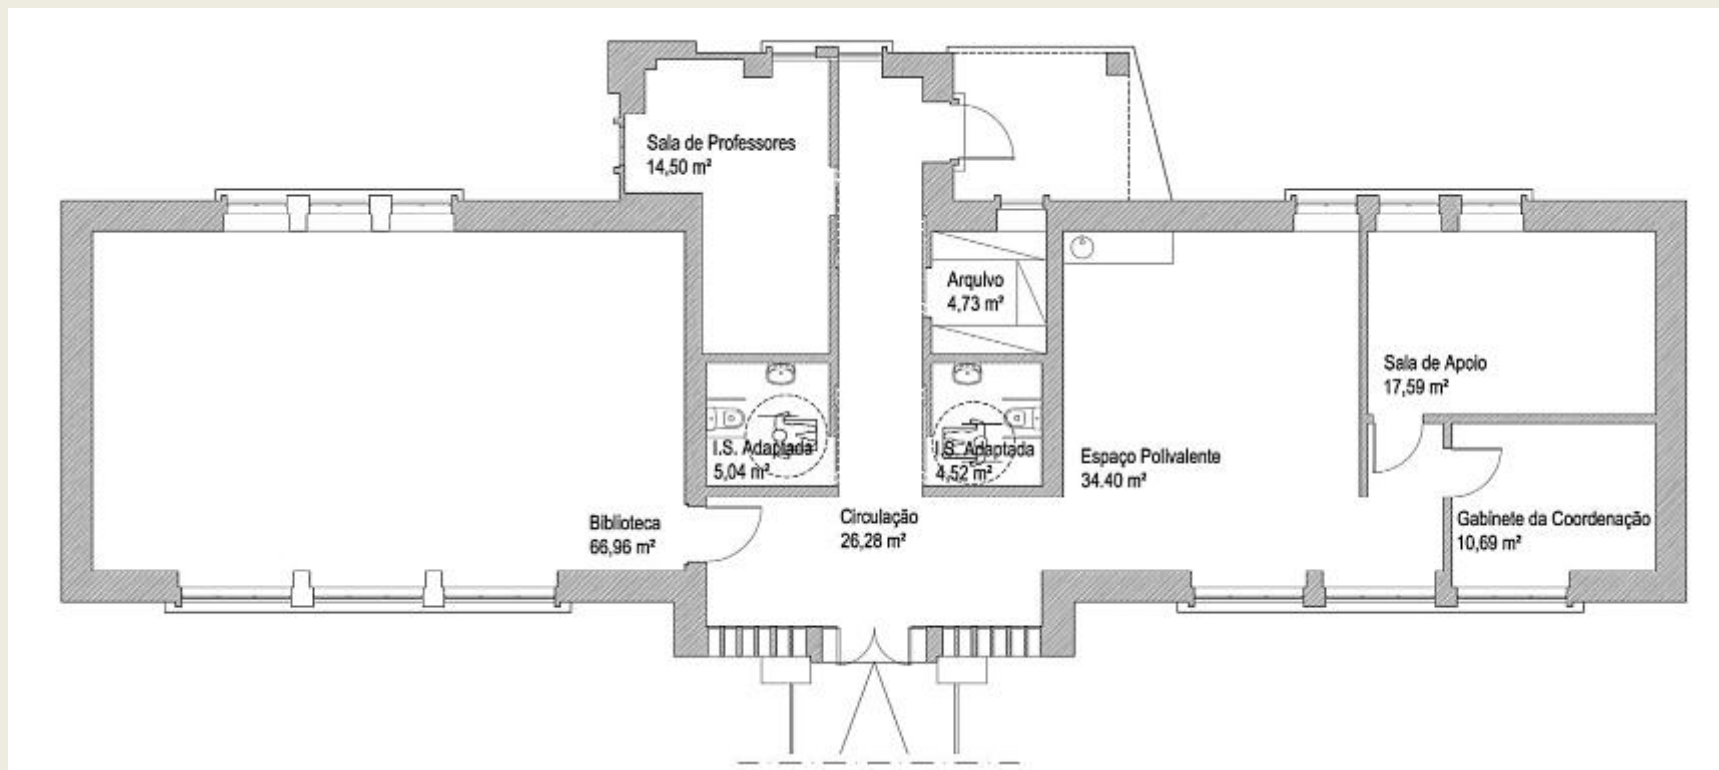 Sala de Professores
14,50 m²
Arquivo
4,73 m²
Sala de Apoio
17,59 m²
I.S. Adaptada
5,04 m²
I.S. Adaptada
4,52 m²
Espaço Polivalente
34.40 m²
Biblioteca
66,96 m²
Circulação
26,28 m²
Gabinete da Coordenação
10,69 m²